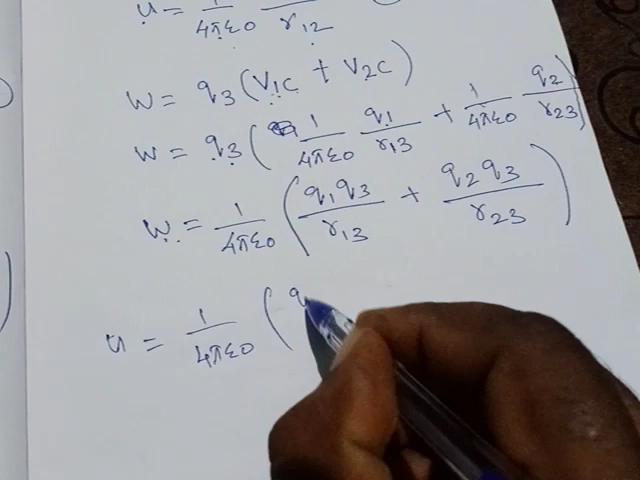 u = 1/4πε0 r12
W = q3 (V1C + V2C)
W = q3 ( 1/4πε0 q1/r13 + 1/4πε0 q2/r23 )
W = 1/4πε0 ( q1q3/r13 + q2q3/r23 )
u = 1/4πε0 ( q